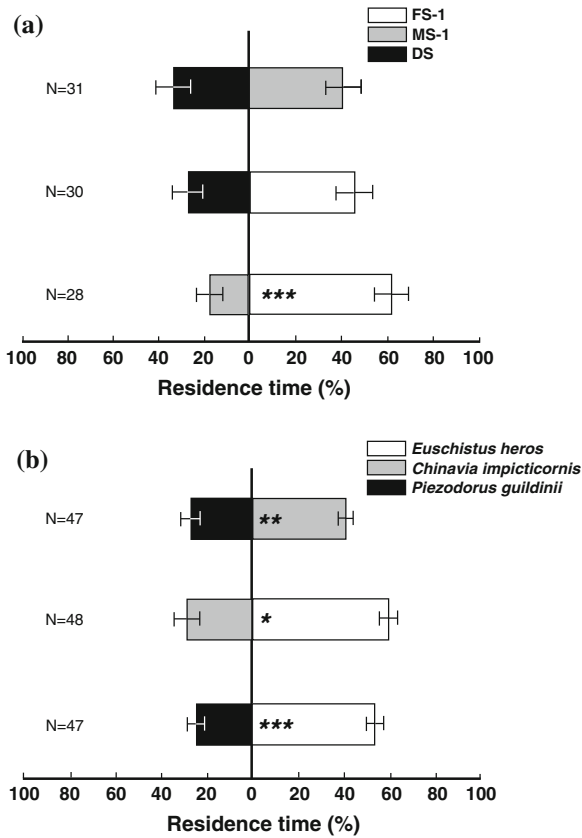 (a)
FS-1
MS-1
DS
N=31
N=30
N=28
***
100 80 60 40 20 0 20 40 60 80 100
Residence time (%)
(b)
Euschistus heros
Chinavia impicticornis
Piezodorus guildinii
N=47
**
N=48
*
N=47
***
100 80 60 40 20 0 20 40 60 80 100
Residence time (%)